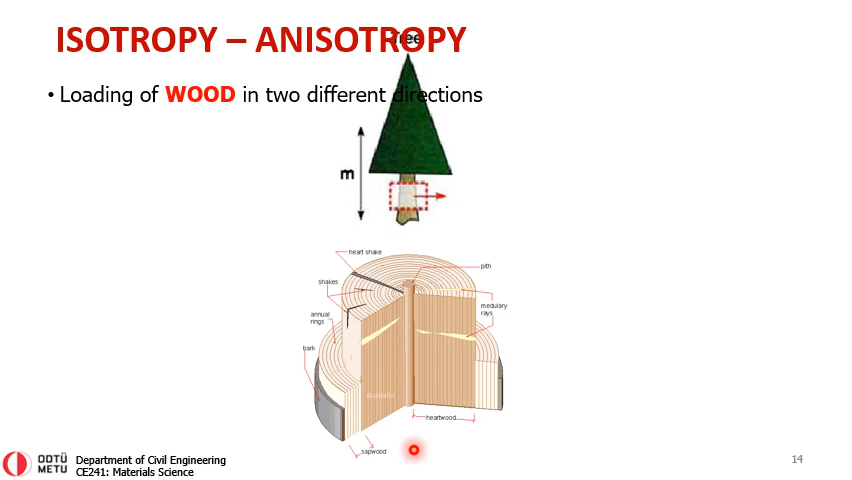 ISOTROPY – ANISOTROPY
Tree
• Loading of WOOD in two different directions
m
heart shake
pith
shakes
medulary
rays
annual
rings
bark
heartwood
sapwood
ODTÜ
METU
Department of Civil Engineering
CE241: Materials Science
14